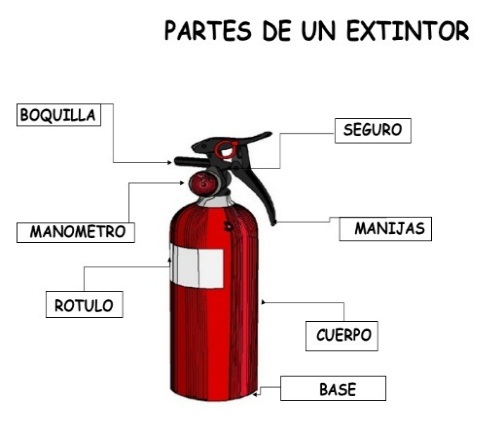 PARTES DE UN EXTINTOR
BOQUILLA
SEGURO
MANOMETRO
MANIJAS
ROTULO
CUERPO
BASE